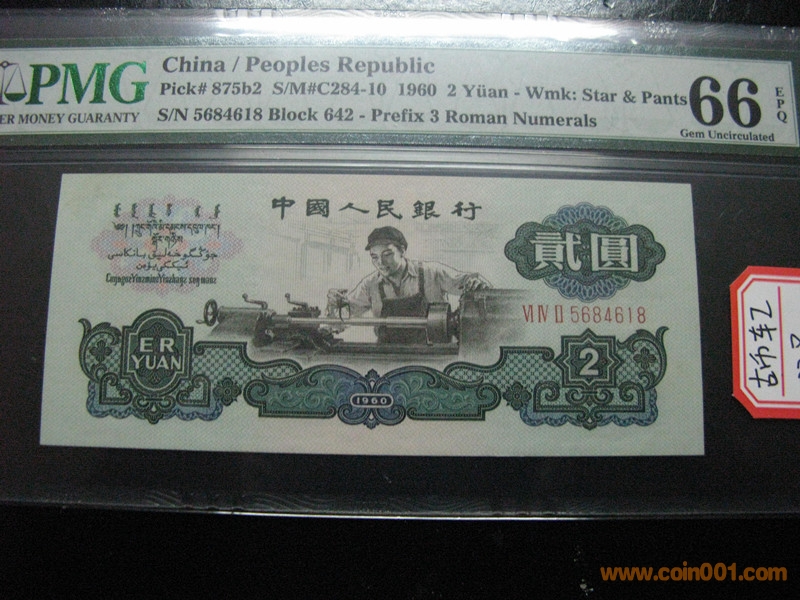 PMG
China / Peoples Republic
Pick# 875b2 S/M#C284-10 1960 2 Yüan - Wmk: Star & Pants
S/N 5684618 Block 642 - Prefix 3 Roman Numerals
ER MONEY GUARANTY
66
EPQ
Gem Uncirculated
中國人民銀行
貳圓
VI IV II 5684618
ER
YUAN
1960
2
www.coin001.com